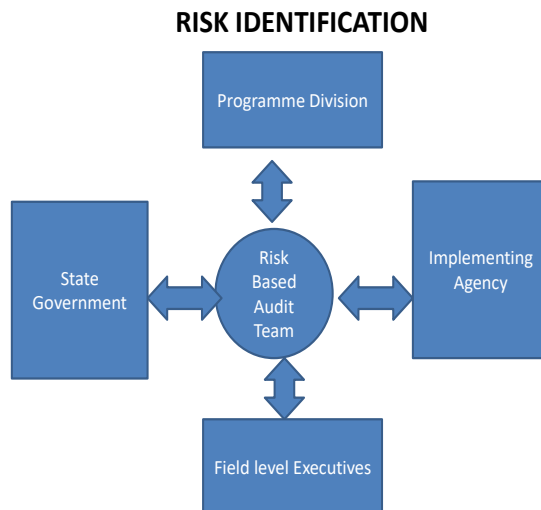 RISK IDENTIFICATION
Programme Division
State
Government
Risk
Based
Audit
Team
Implementing
Agency
Field level Executives